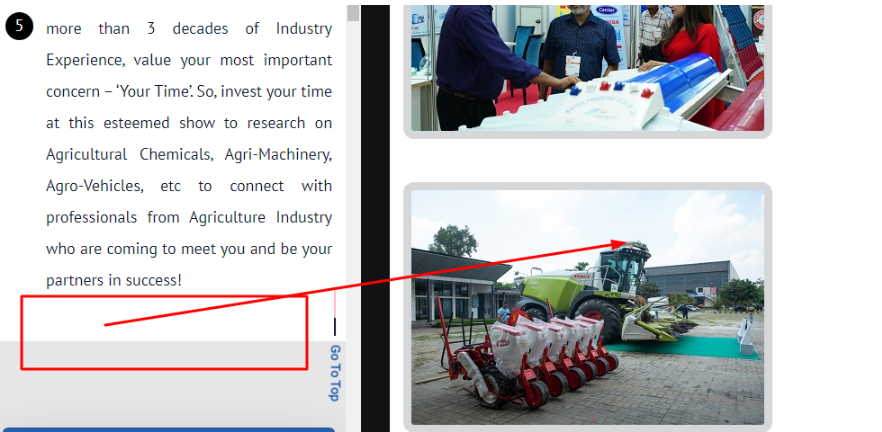 5
more than 3 decades of Industry
Experience, value your most important
concern – ‘Your Time’. So, invest your time
at this esteemed show to research on
Agricultural Chemicals, Agri-Machinery,
Agro-Vehicles, etc to connect with
professionals from Agriculture Industry
who are coming to meet you and be your
partners in success!
Go To Top